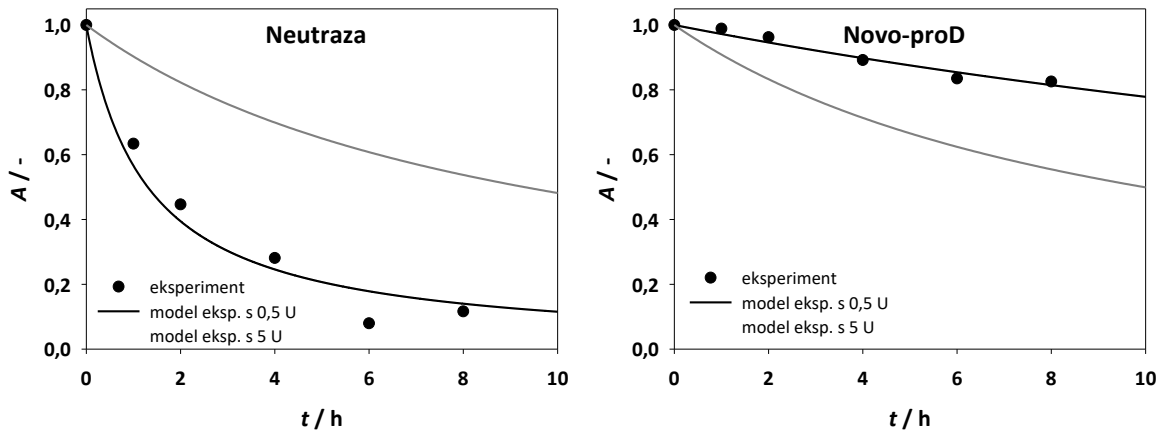 Neutraza
1,0
0,8
0,6
0,4
0,2
0,0
A / -
eksperiment
model eksp. s 0,5 U
model eksp. s 5 U
0 2 4 6 8 10
t / h
Novo-proD
1,0
0,8
0,6
0,4
0,2
0,0
A / -
eksperiment
model eksp. s 0,5 U
model eksp. s 5 U
0 2 4 6 8 10
t / h